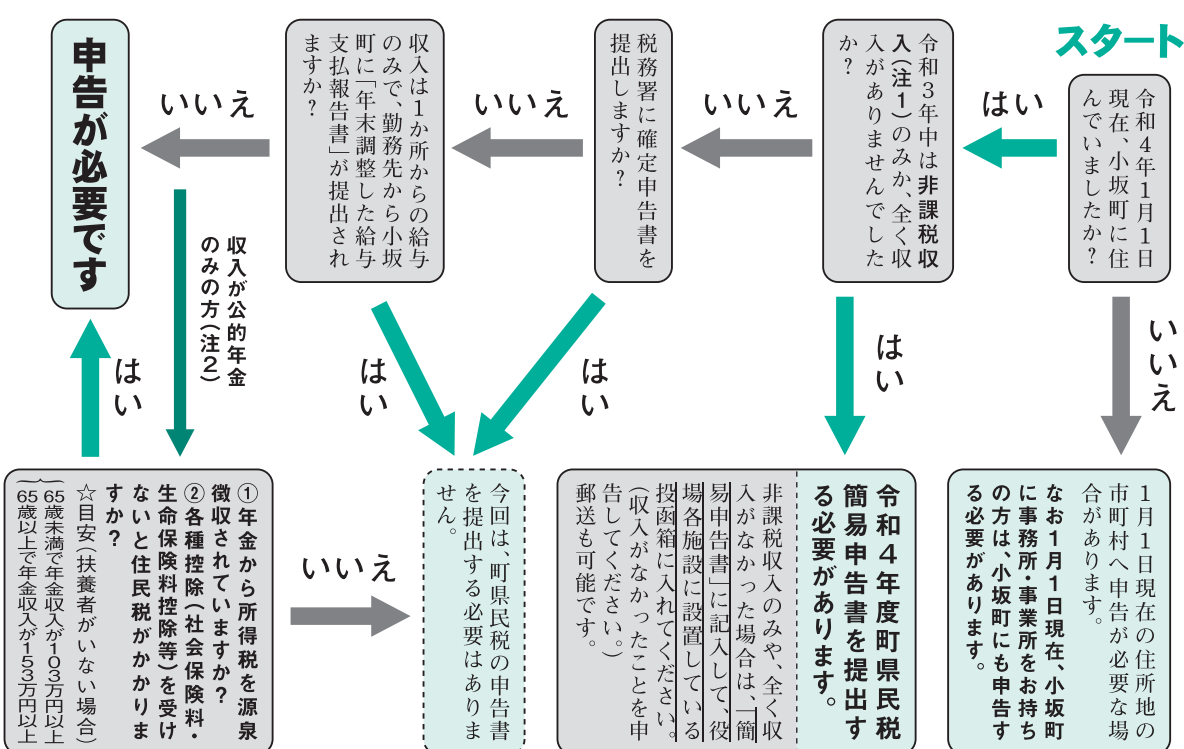 スタート
令和４年１月１日
現在、小坂町に住
んでいましたか？
はい
いいえ
令和３年中は非課税収
入（注１）のみか、全く収
入がありませんでした
か？
いいえ
はい
税務署に確定申告書を
提出しますか？
いいえ
はい
収入は１か所からの給与
のみで、勤務先から小坂
町に「年末調整した給与
支払報告書」が提出され
ますか？
いいえ
はい
申告が必要です
収入が公的年金
のみの方（注２）
はい
１月１日現在の住所地の
市町村へ申告が必要な場
合があります。
なお１月１日現在、小坂町
に事務所・事業所をお持ち
の方は、小坂町にも申告す
る必要があります。
令和４年度町県民税
簡易申告書を提出す
る必要があります。
非課税収入のみや、全く収
入がなかった場合は、「簡
易申告書」に記入して、役
場各施設に設置している
投函箱に入れてください。
（収入がなかったことを申
告してください。）
郵送も可能です。
今回は、町県民税の申告書
を提出する必要はありま
せん。
いいえ
①年金から所得税を源泉
徴収されていますか？
②各種控除（社会保険料・
生命保険料控除等）を受け
ないと住民税がかかりま
すか？
☆目安（扶養者がいない場合）
65歳未満で年金収入が１０３万円以上
65歳以上で年金収入が１５３万円以上